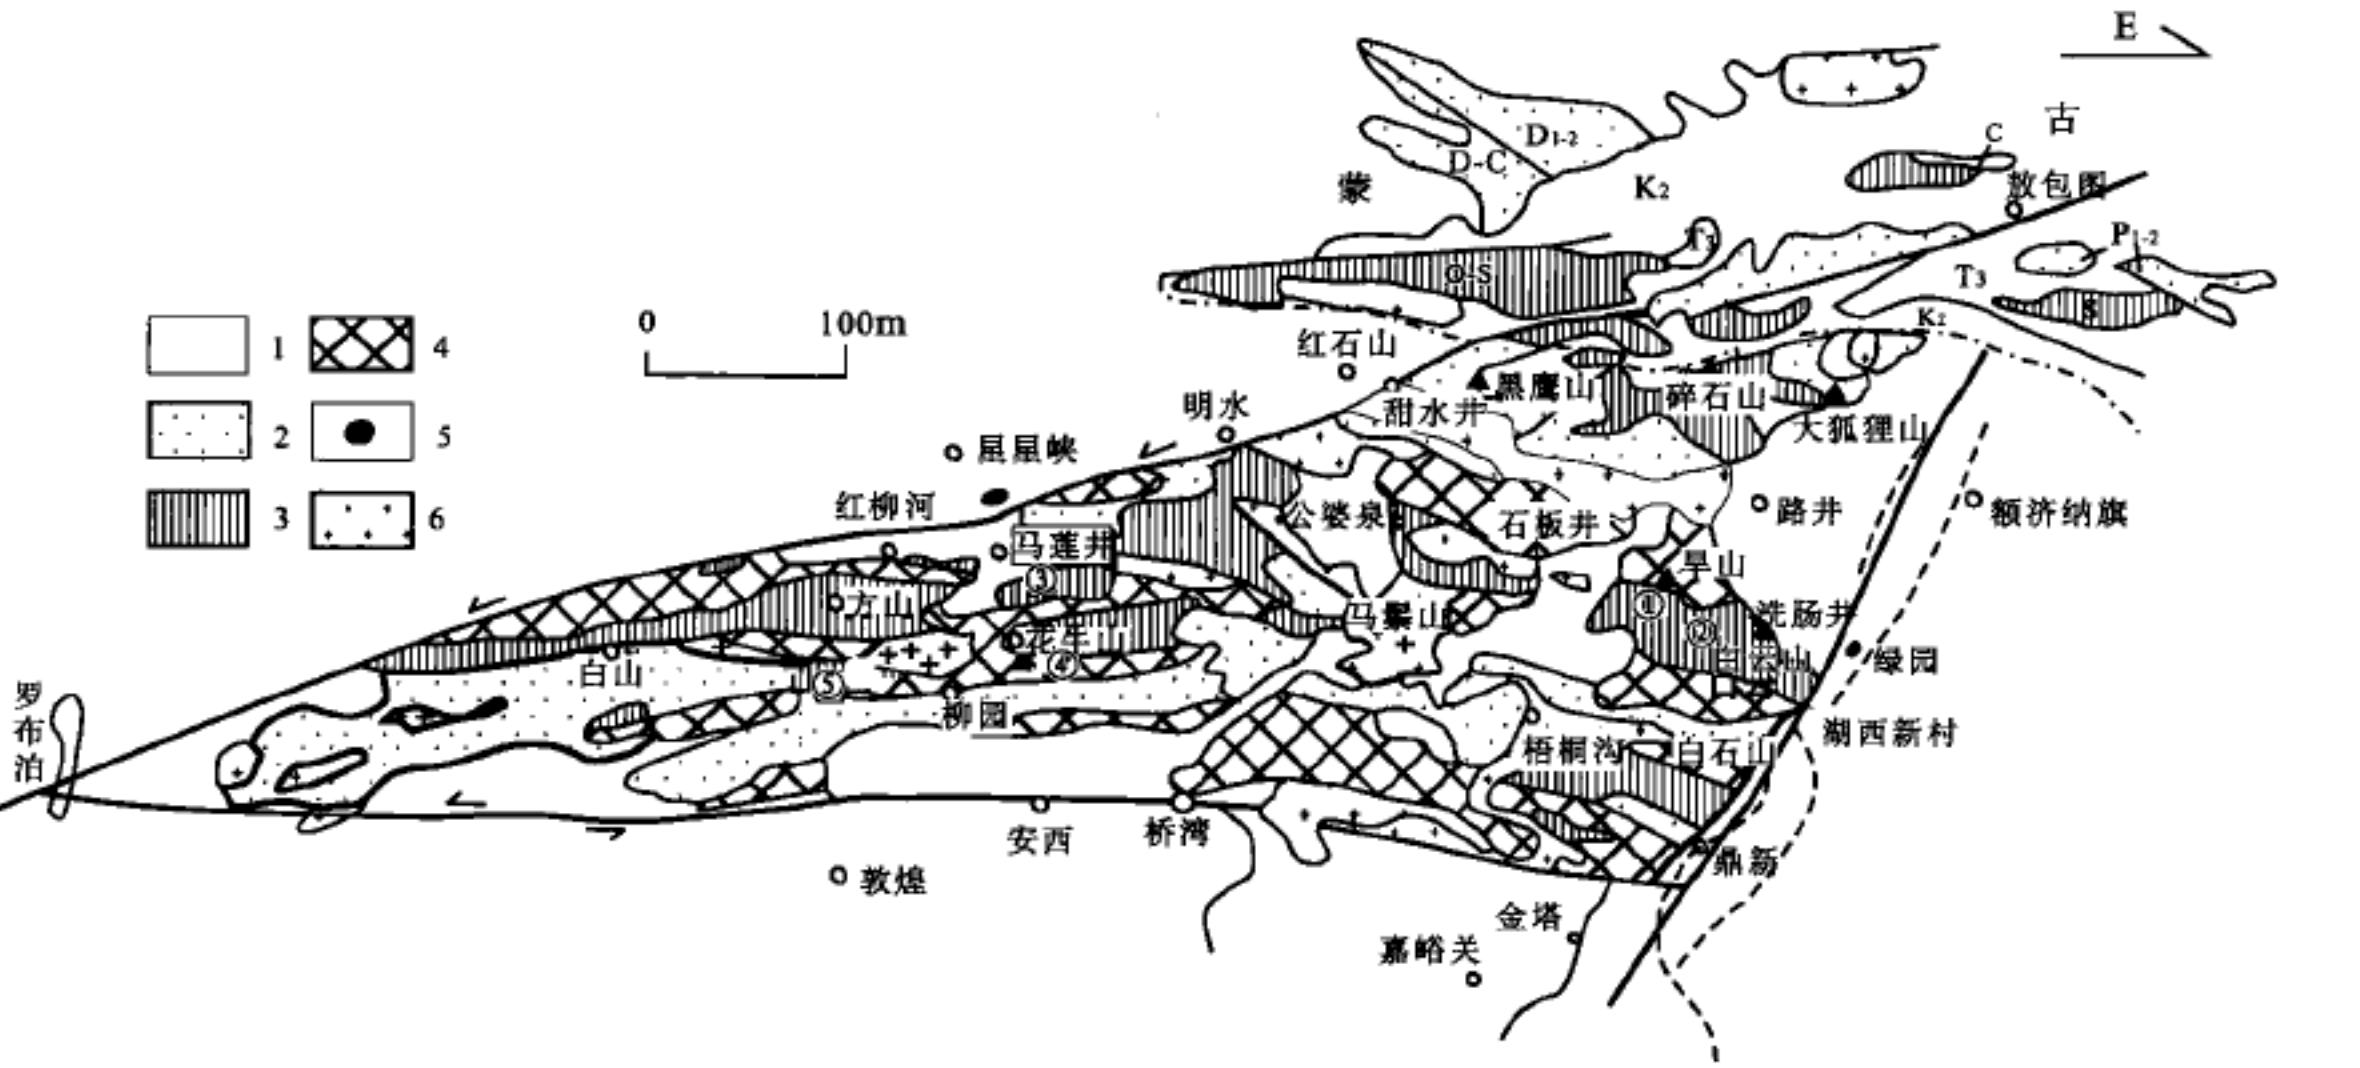 E
古
C
D1-2
D-C
蒙
K2
敖包图
T3
P1-2
O-S
T3
S
K2
0 100m
1 4
2 5
3 6
红石山
黑鹰山
碎石山
甜水井
大狐狸山
明水
星星峡
红柳河
公婆泉
石板井
路井
额济纳旗
马莲井
③
旱山
①
方山
马鬃山
洗肠井
②
花牛山
④
白云山
绿园
白山
⑤
柳园
罗布泊
梧桐沟
白石山
湖西新村
安西
桥湾
鼎新
敦煌
金塔
嘉峪关